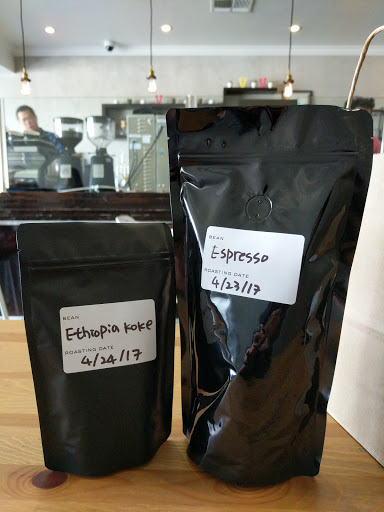 BEAN
Ethiopia Koke
ROASTING DATE
4/24/17
BEAN
Espresso
ROASTING DATE
4/23/17